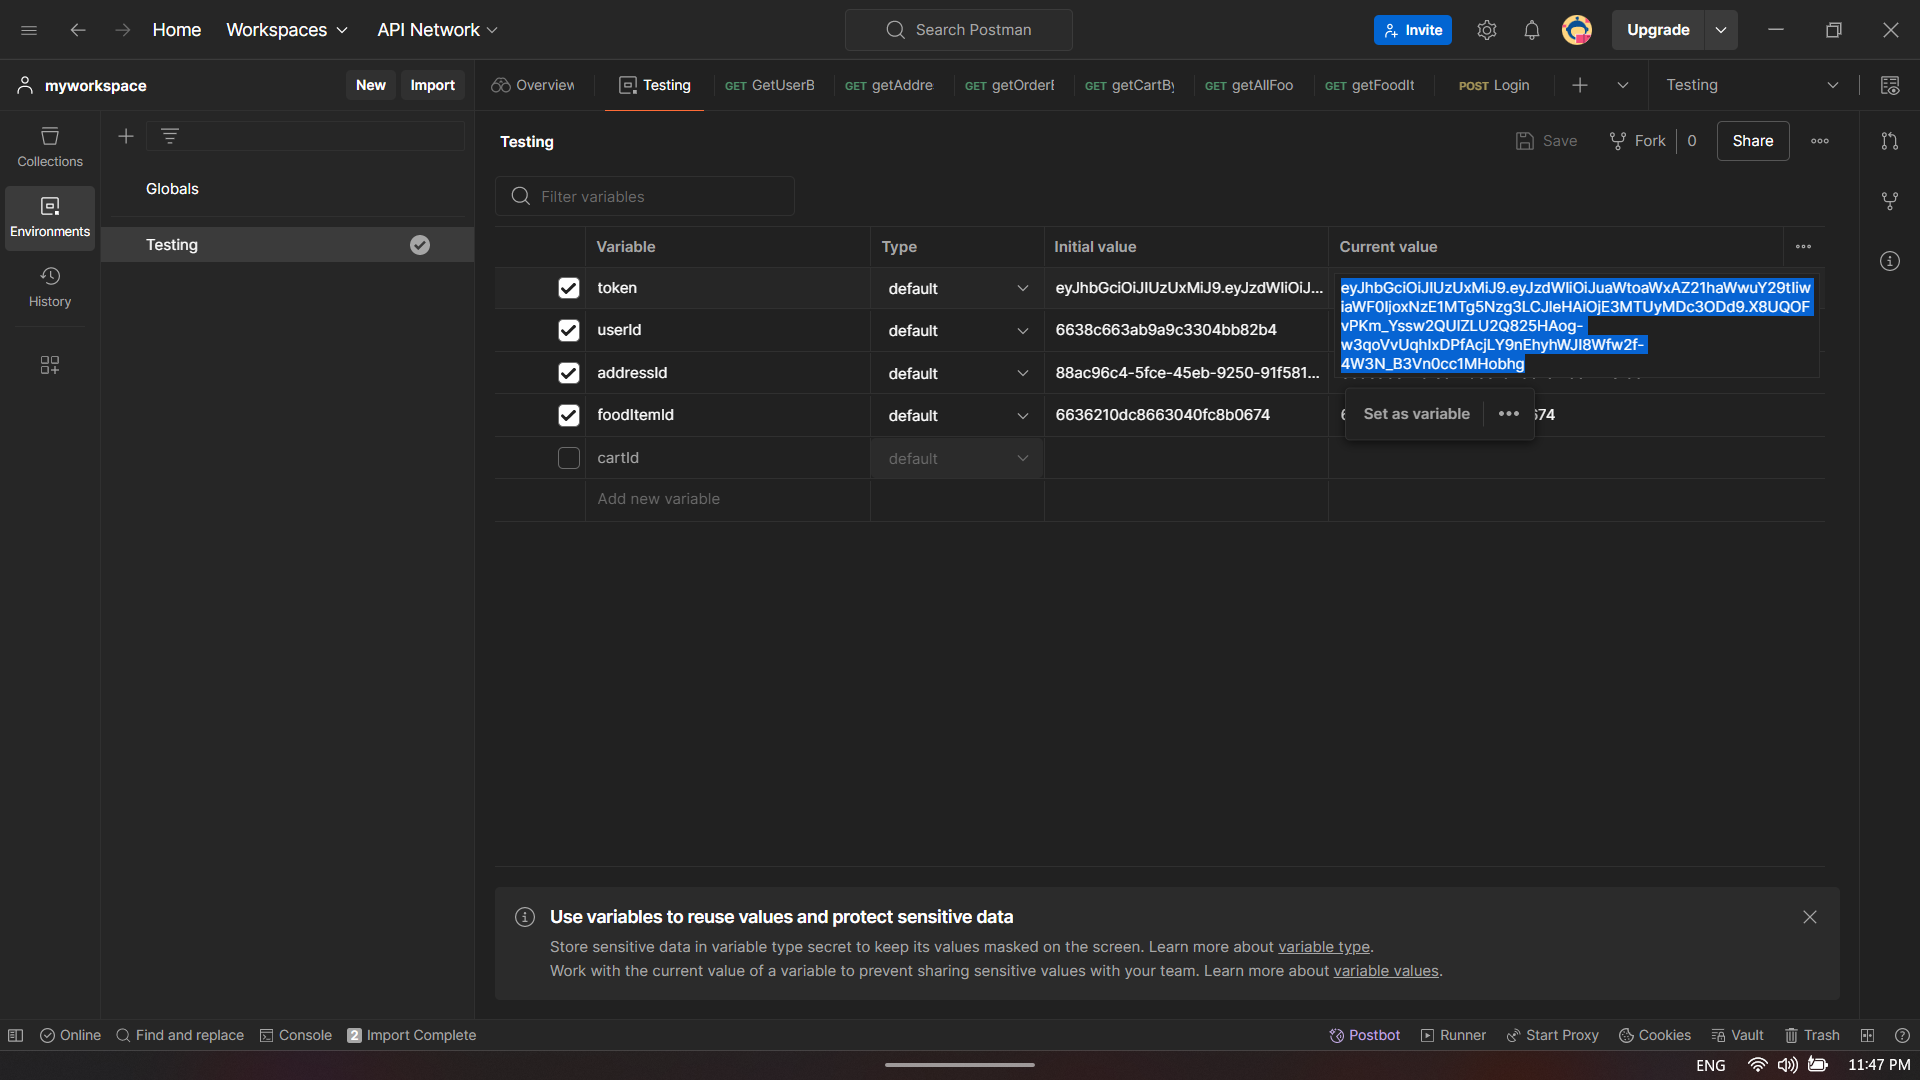 Home
Workspaces
API Network
Search Postman
Invite
Upgrade
myworkspace
New
Import
Overview
Testing
GET GetUserB
GET getAddre
GET getOrderE
GET getCartBy
GET getAllFoo
GET getFoodIt
POST Login
Testing
Collections
Environments
History
Globals
Testing
Testing
Save
Fork
0
Share
Filter variables
Variable
Type
Initial value
Current value
token
default
eyJhbGciOiJIUzUxMiJ9.eyJzdWIiOiJ...
eyJhbGciOiJIUzUxMiJ9.eyJzdWIiOiJuaWtoaWxAZ21haWwuY29tIiw
iaWF0IjoxNzE1MTg5Nzg3LCJleHAiOjE3MTUyMDc3ODd9.X8UQOF
vPKm_Yssw2QUIZLU2Q825HAog-
w3qoVvUqhIxDPfAcjLY9nEhyhWJI8Wfw2f-
4W3N_B3Vn0cc1MHobhg
userId
default
6638c663ab9a9c3304bb82b4
addressId
default
88ac96c4-5fce-45eb-9250-91f581...
foodItemId
default
6636210dc8663040fc8b0674
674
Set as variable
cartId
default
Add new variable
Use variables to reuse values and protect sensitive data
Store sensitive data in variable type secret to keep its values masked on the screen. Learn more about variable type.
Work with the current value of a variable to prevent sharing sensitive values with your team. Learn more about variable values.
Online
Find and replace
Console
2 Import Complete
Postbot
Runner
Start Proxy
Cookies
Vault
Trash
ENG
11:47 PM